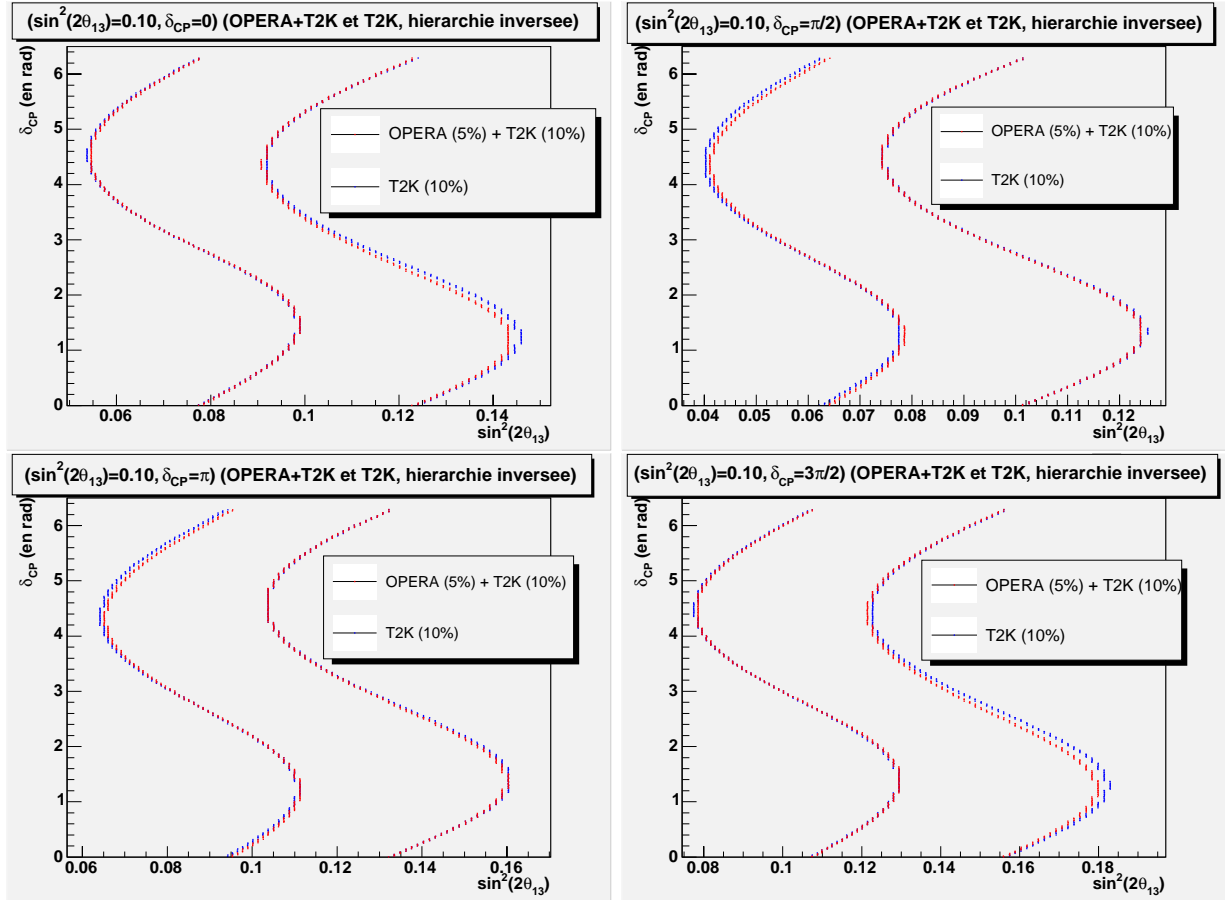 (sin²(2θ₁₃)=0.10, δ_CP=0) (OPERA+T2K et T2K, hierarchie inversee)
δ_CP (en rad)
6
5
4
3
2
1
0
OPERA (5%) + T2K (10%)
T2K (10%)
0.06 0.08 0.1 0.12 0.14
sin²(2θ₁₃)
(sin²(2θ₁₃)=0.10, δ_CP=π/2) (OPERA+T2K et T2K, hierarchie inversee)
δ_CP (en rad)
6
5
4
3
2
1
0
OPERA (5%) + T2K (10%)
T2K (10%)
0.04 0.05 0.06 0.07 0.08 0.09 0.1 0.11 0.12
sin²(2θ₁₃)
(sin²(2θ₁₃)=0.10, δ_CP=π) (OPERA+T2K et T2K, hierarchie inversee)
δ_CP (en rad)
6
5
4
3
2
1
0
OPERA (5%) + T2K (10%)
T2K (10%)
0.06 0.08 0.1 0.12 0.14 0.16
sin²(2θ₁₃)
(sin²(2θ₁₃)=0.10, δ_CP=3π/2) (OPERA+T2K et T2K, hierarchie inversee)
δ_CP (en rad)
6
5
4
3
2
1
0
OPERA (5%) + T2K (10%)
T2K (10%)
0.08 0.1 0.12 0.14 0.16 0.18
sin²(2θ₁₃)